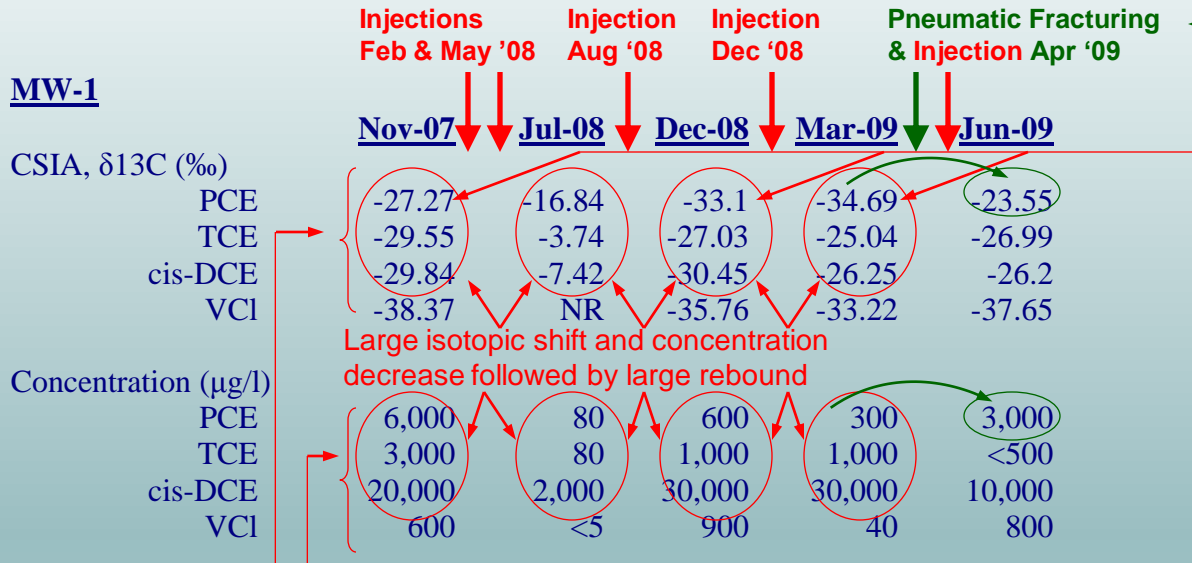 Injections Injection Injection Pneumatic Fracturing
Feb & May ’08 Aug ‘08 Dec ‘08 & Injection Apr ‘09
MW-1
Nov-07 Jul-08 Dec-08 Mar-09 Jun-09
CSIA, δ13C (‰)
PCE -27.27 -16.84 -33.1 -34.69 -23.55
TCE -29.55 -3.74 -27.03 -25.04 -26.99
cis-DCE -29.84 -7.42 -30.45 -26.25 -26.2
VCl -38.37 NR -35.76 -33.22 -37.65
Large isotopic shift and concentration
decrease followed by large rebound
Concentration (µg/l)
PCE 6,000 80 600 300 3,000
TCE 3,000 80 1,000 1,000 <500
cis-DCE 20,000 2,000 30,000 30,000 10,000
VCl 600 <5 900 40 800